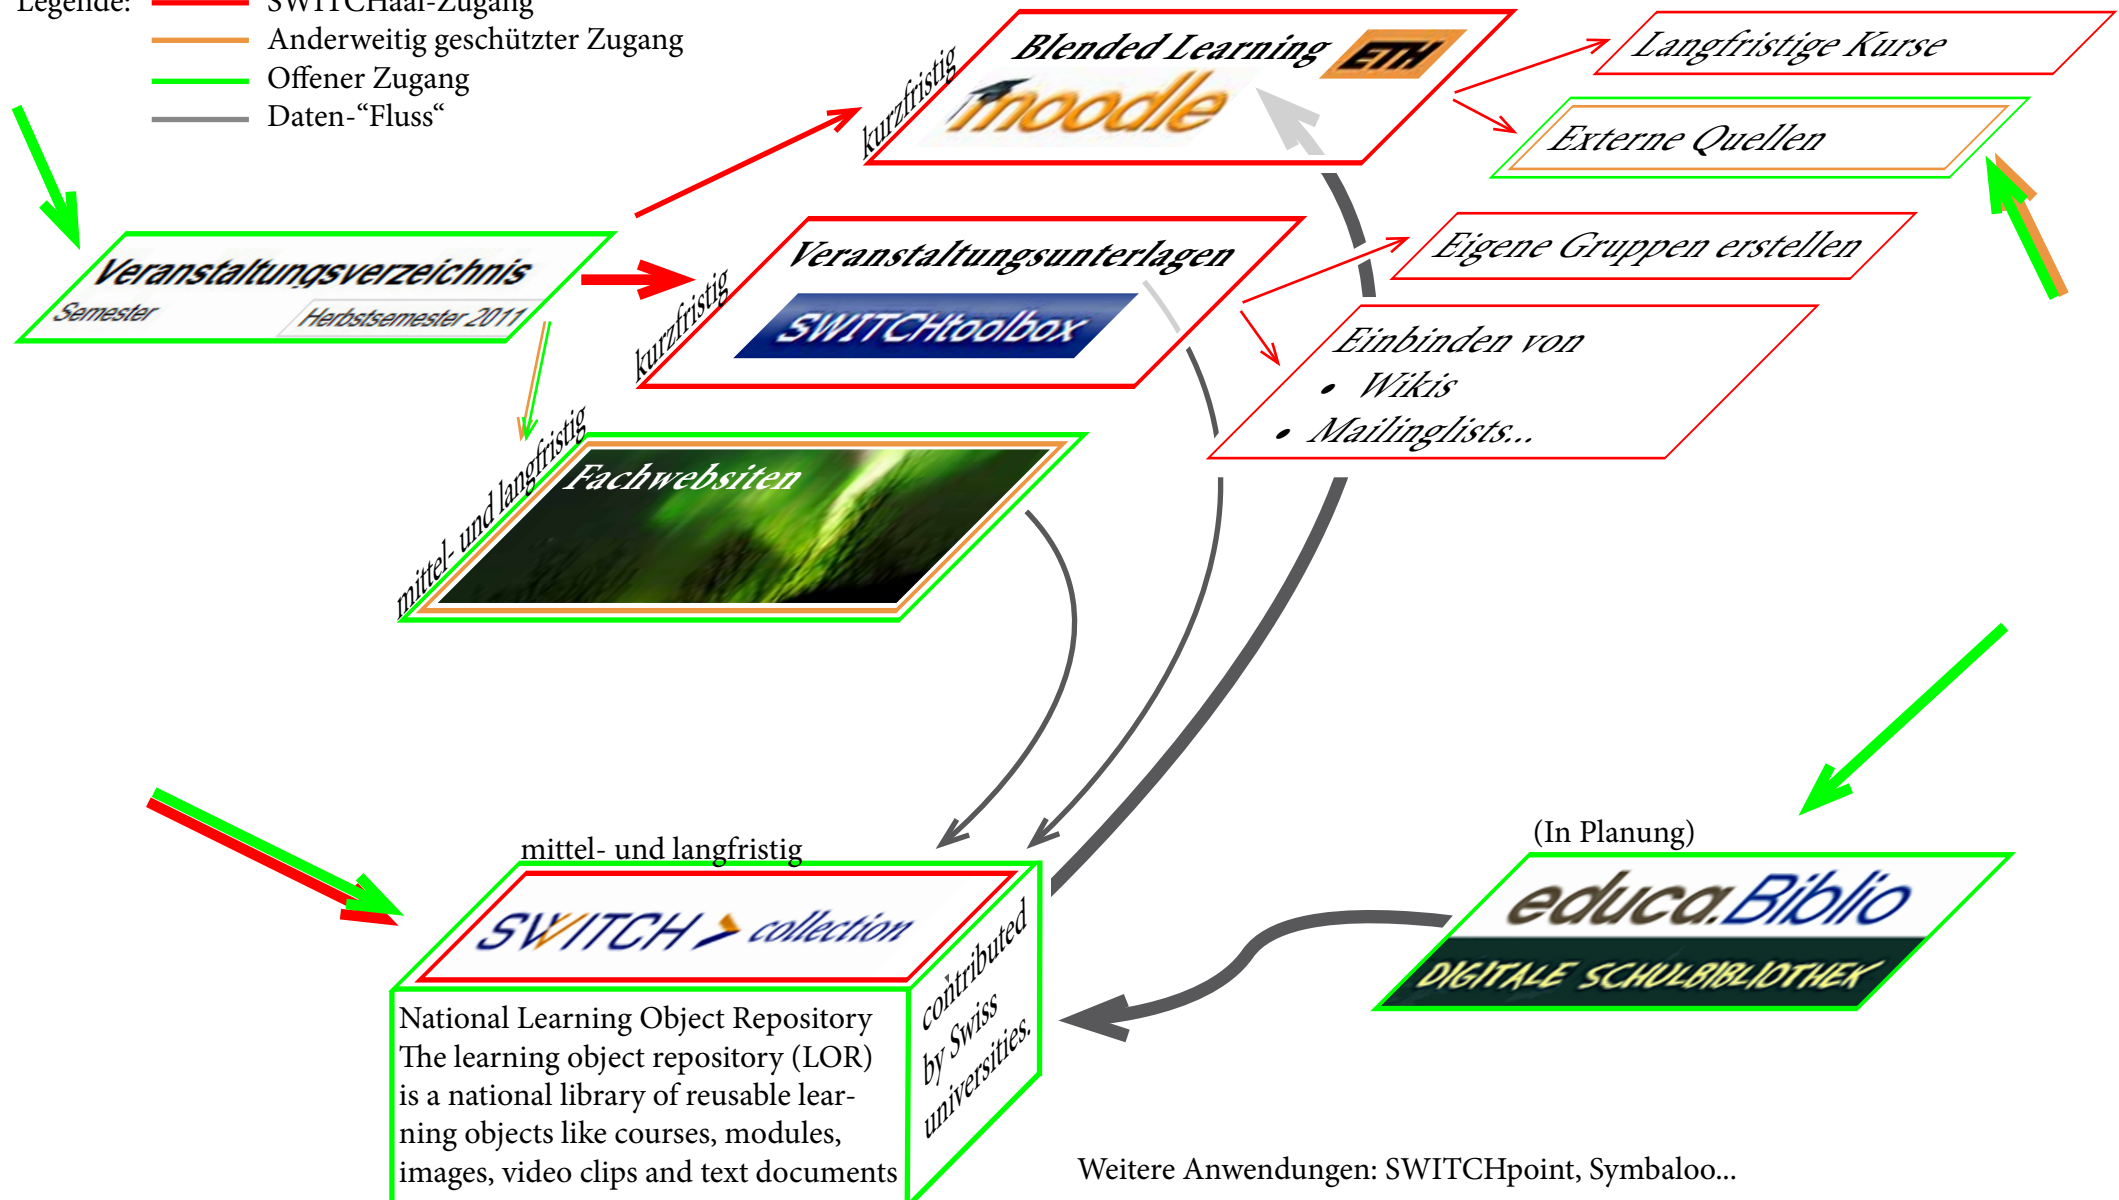 Legende: SWITCHaai-Zugang
Anderweitig geschützter Zugang
Offener Zugang
Daten-“Fluss“
kurzfristig
Blended Learning
ETH
moodle
Langfristige Kurse
Externe Quellen
Veranstaltungsverzeichnis
Semester
Herbstsemester 2011
kurzfristig
Veranstaltungsunterlagen
SWITCHtoolbox
Eigene Gruppen erstellen
Einbinden von
• Wikis
• Mailinglists...
mittel- und langfristig
Fachwebsiten
mittel- und langfristig
SWITCH collection
National Learning Object Repository
The learning object repository (LOR)
is a national library of reusable lear-
ning objects like courses, modules,
images, video clips and text documents
contributed
by Swiss
universities.
(In Planung)
educa.Biblio
DIGITALE SCHULBIBLIOTHEK
Weitere Anwendungen: SWITCHpoint, Symbaloo...